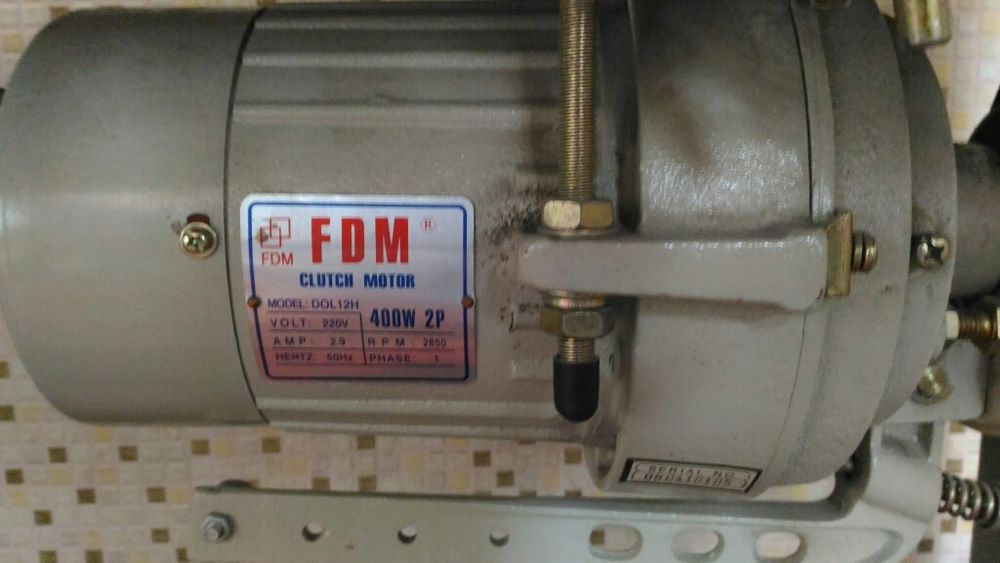 FDM ®
FDM
CLUTCH MOTOR
MODEL: DOL12H
400W 2P
VOLT: 220V
AMP: 2.9
RPM: 2850
HERTZ: 50Hz
PHASE: 1
SERIAL NO